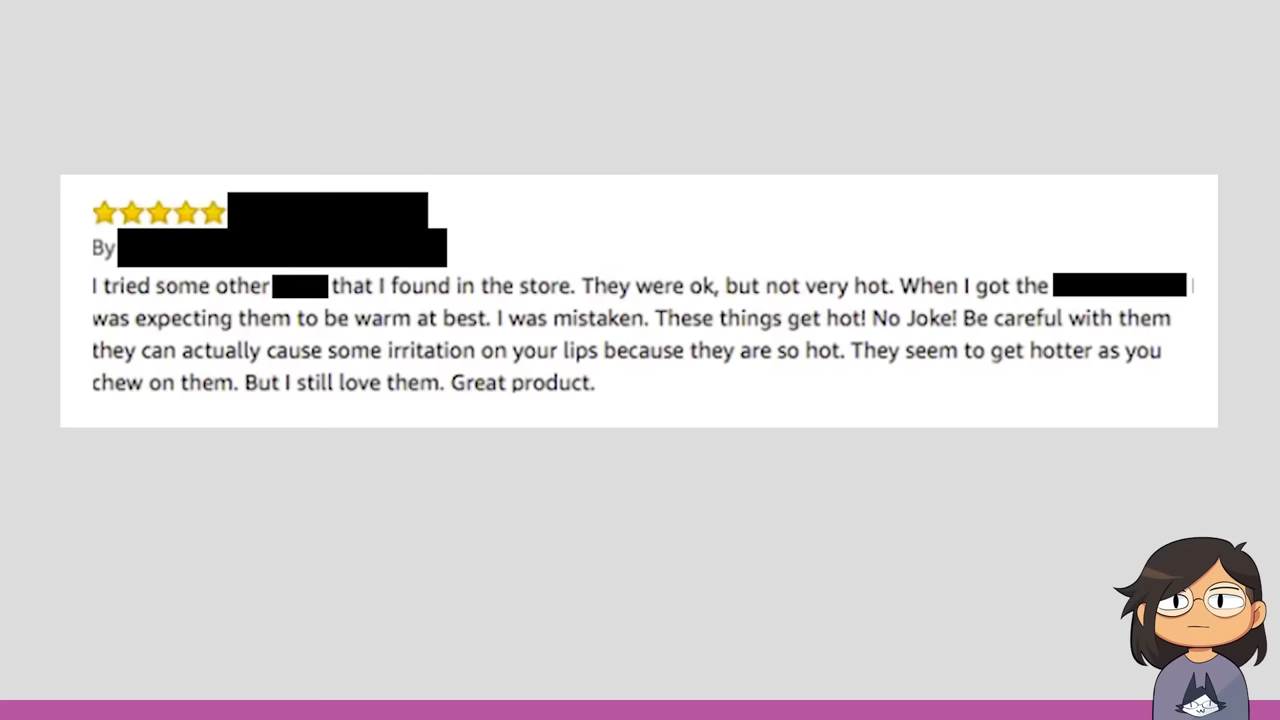 By
I tried some other that I found in the store. They were ok, but not very hot. When I got the I
was expecting them to be warm at best. I was mistaken. These things get hot! No Joke! Be careful with them
they can actually cause some irritation on your lips because they are so hot. They seem to get hotter as you
chew on them. But I still love them. Great product.